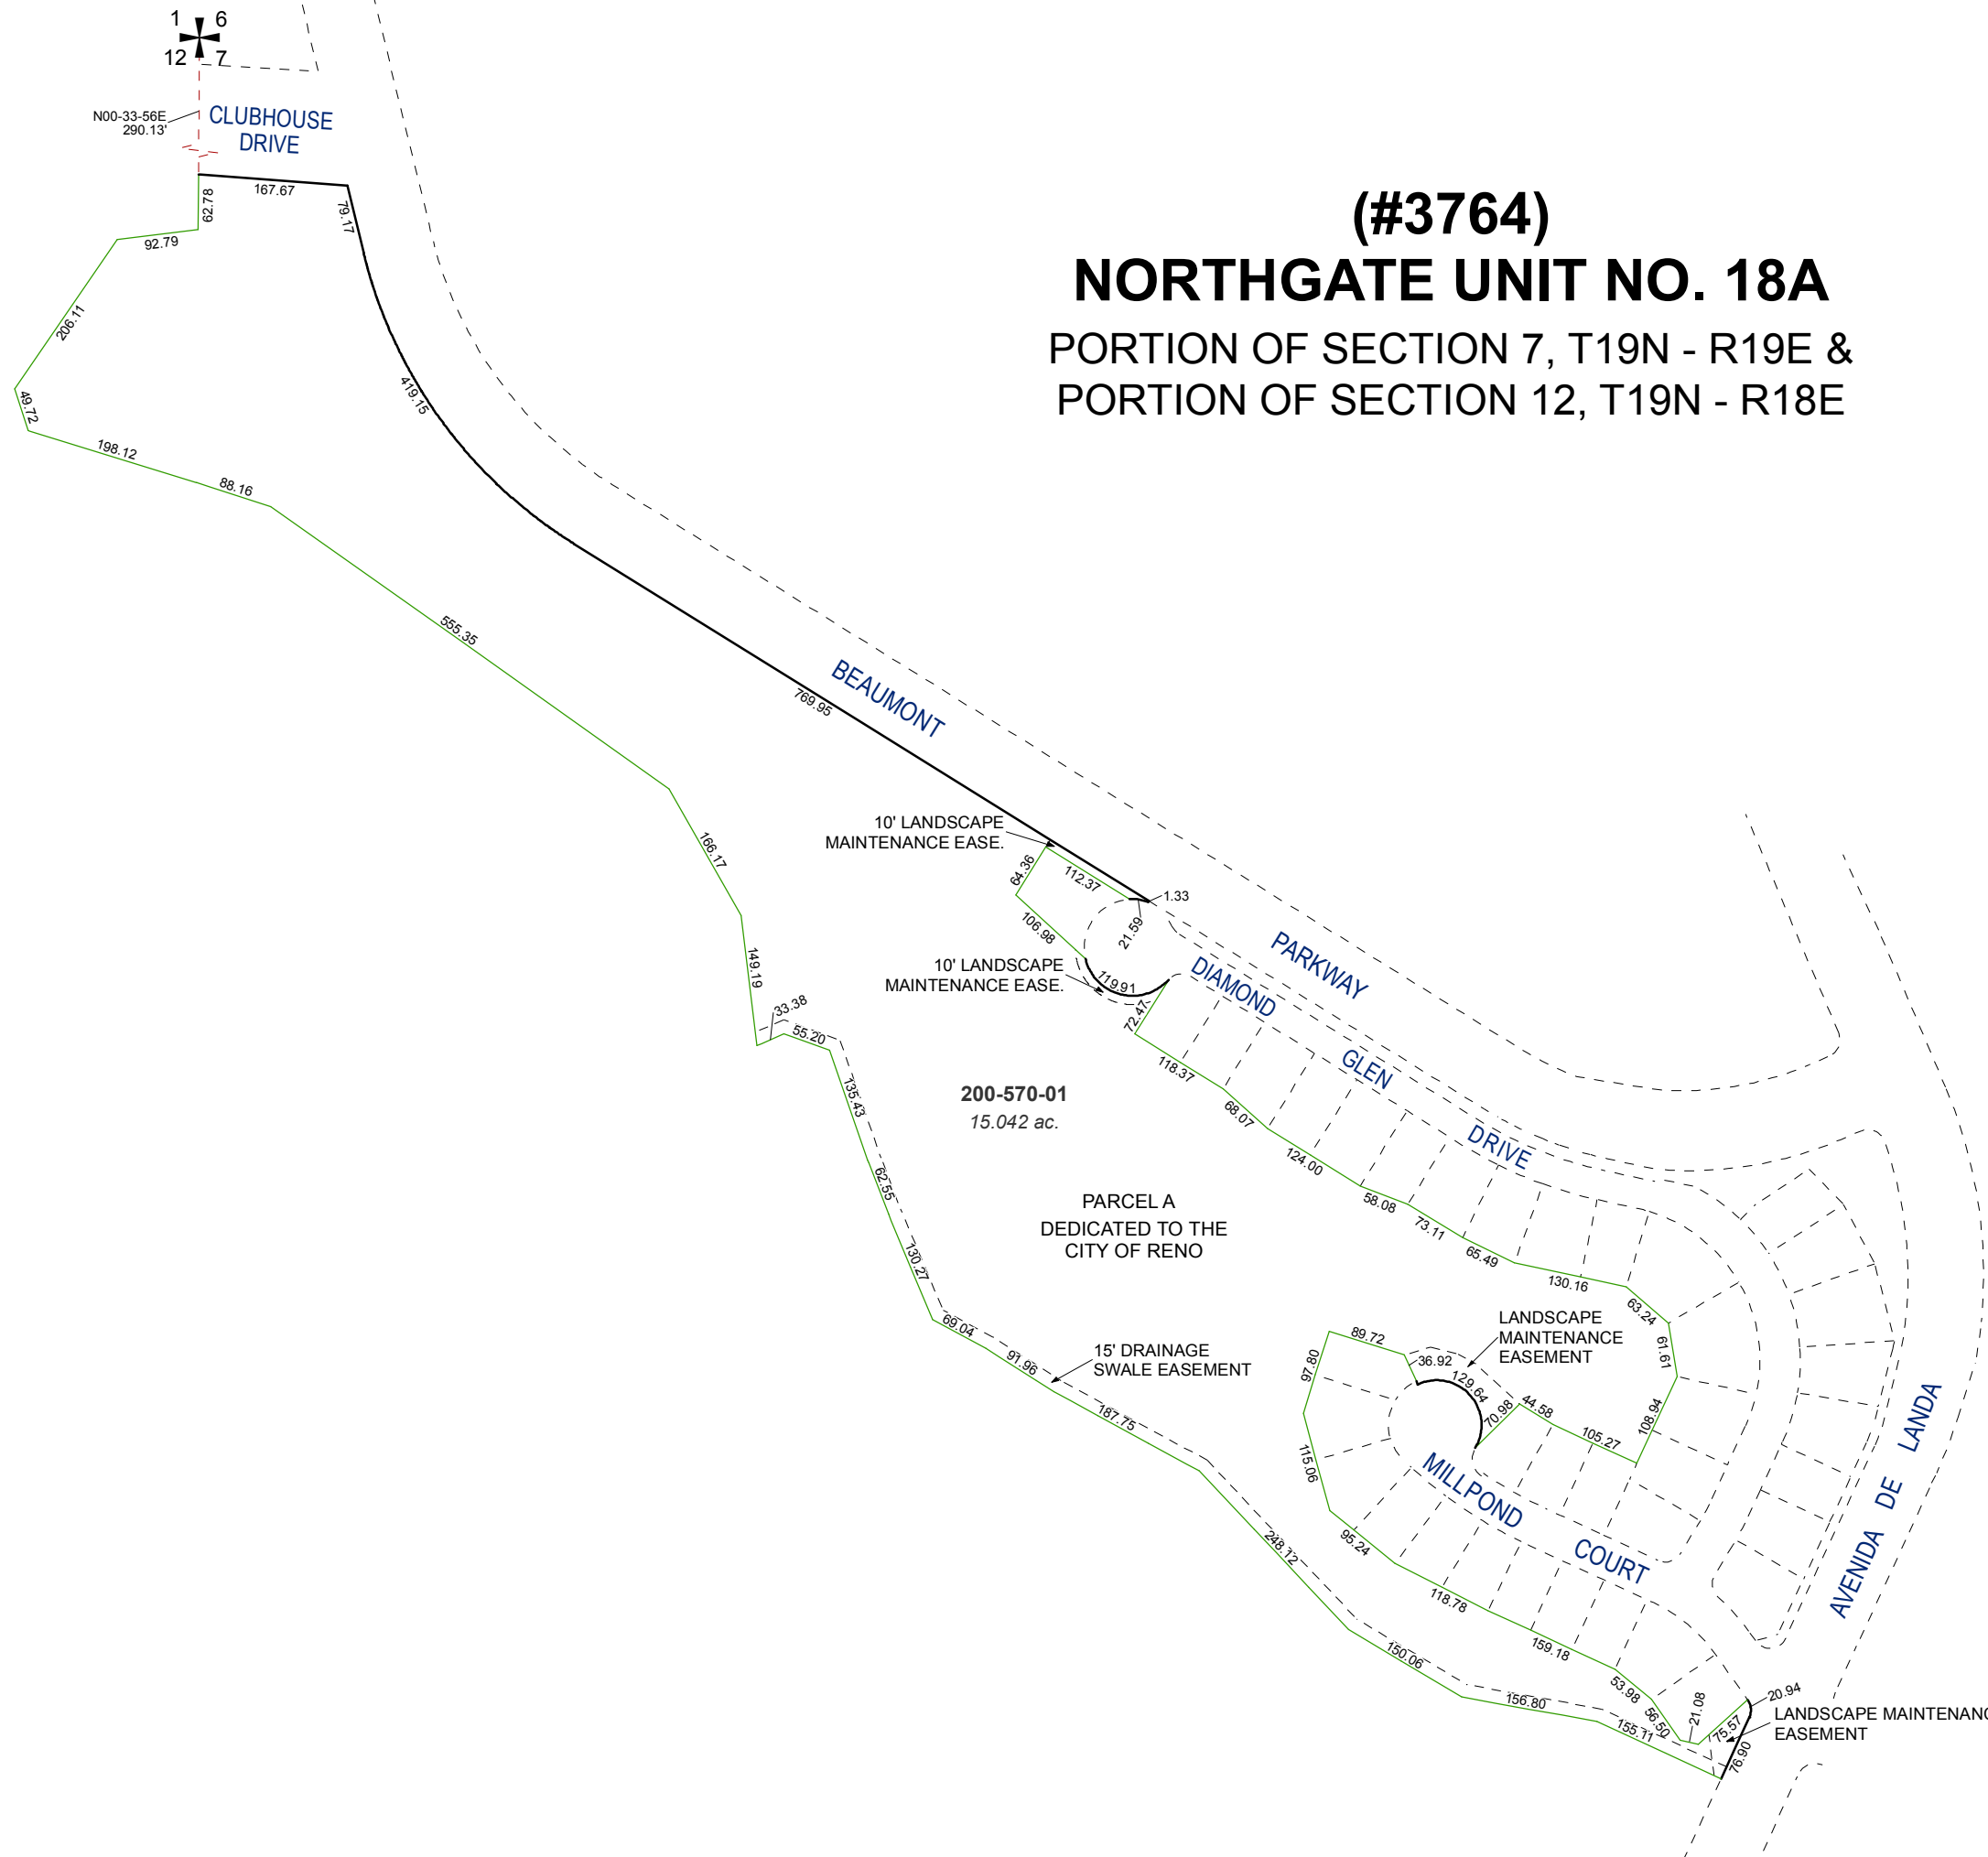 1 6
12 7
N00-33-56E
290.13'
CLUBHOUSE
DRIVE
167.67
62.78
79.17
92.79
206.11
49.72
198.12
88.16
419.15
555.35
(#3764)
NORTHGATE UNIT NO. 18A
PORTION OF SECTION 7, T19N - R19E &
PORTION OF SECTION 12, T19N - R18E
BEAUMONT
769.95
166.17
149.19
33.38
55.20
10' LANDSCAPE
MAINTENANCE EASE.
64.36
112.37
1.33
21.59
106.98
10' LANDSCAPE
MAINTENANCE EASE.
119.91
72.47
PARKWAY
DIAMOND
GLEN
DRIVE
118.37
68.07
124.00
58.08
73.11
65.49
130.16
63.24
61.61
108.94
135.43
62.55
130.27
69.04
91.96
200-570-01
15.042 ac.
PARCEL A
DEDICATED TO THE
CITY OF RENO
15' DRAINAGE
SWALE EASEMENT
187.75
248.12
150.06
156.80
155.11
LANDSCAPE
MAINTENANCE
EASEMENT
89.72
36.92
129.64
97.80
70.98
44.58
105.27
115.06
95.24
MILLPOND
COURT
118.78
159.18
53.98
56.50
21.08
75.57
20.94
76.90
LANDSCAPE MAINTENANC
EASEMENT
AVENIDA DE LANDA